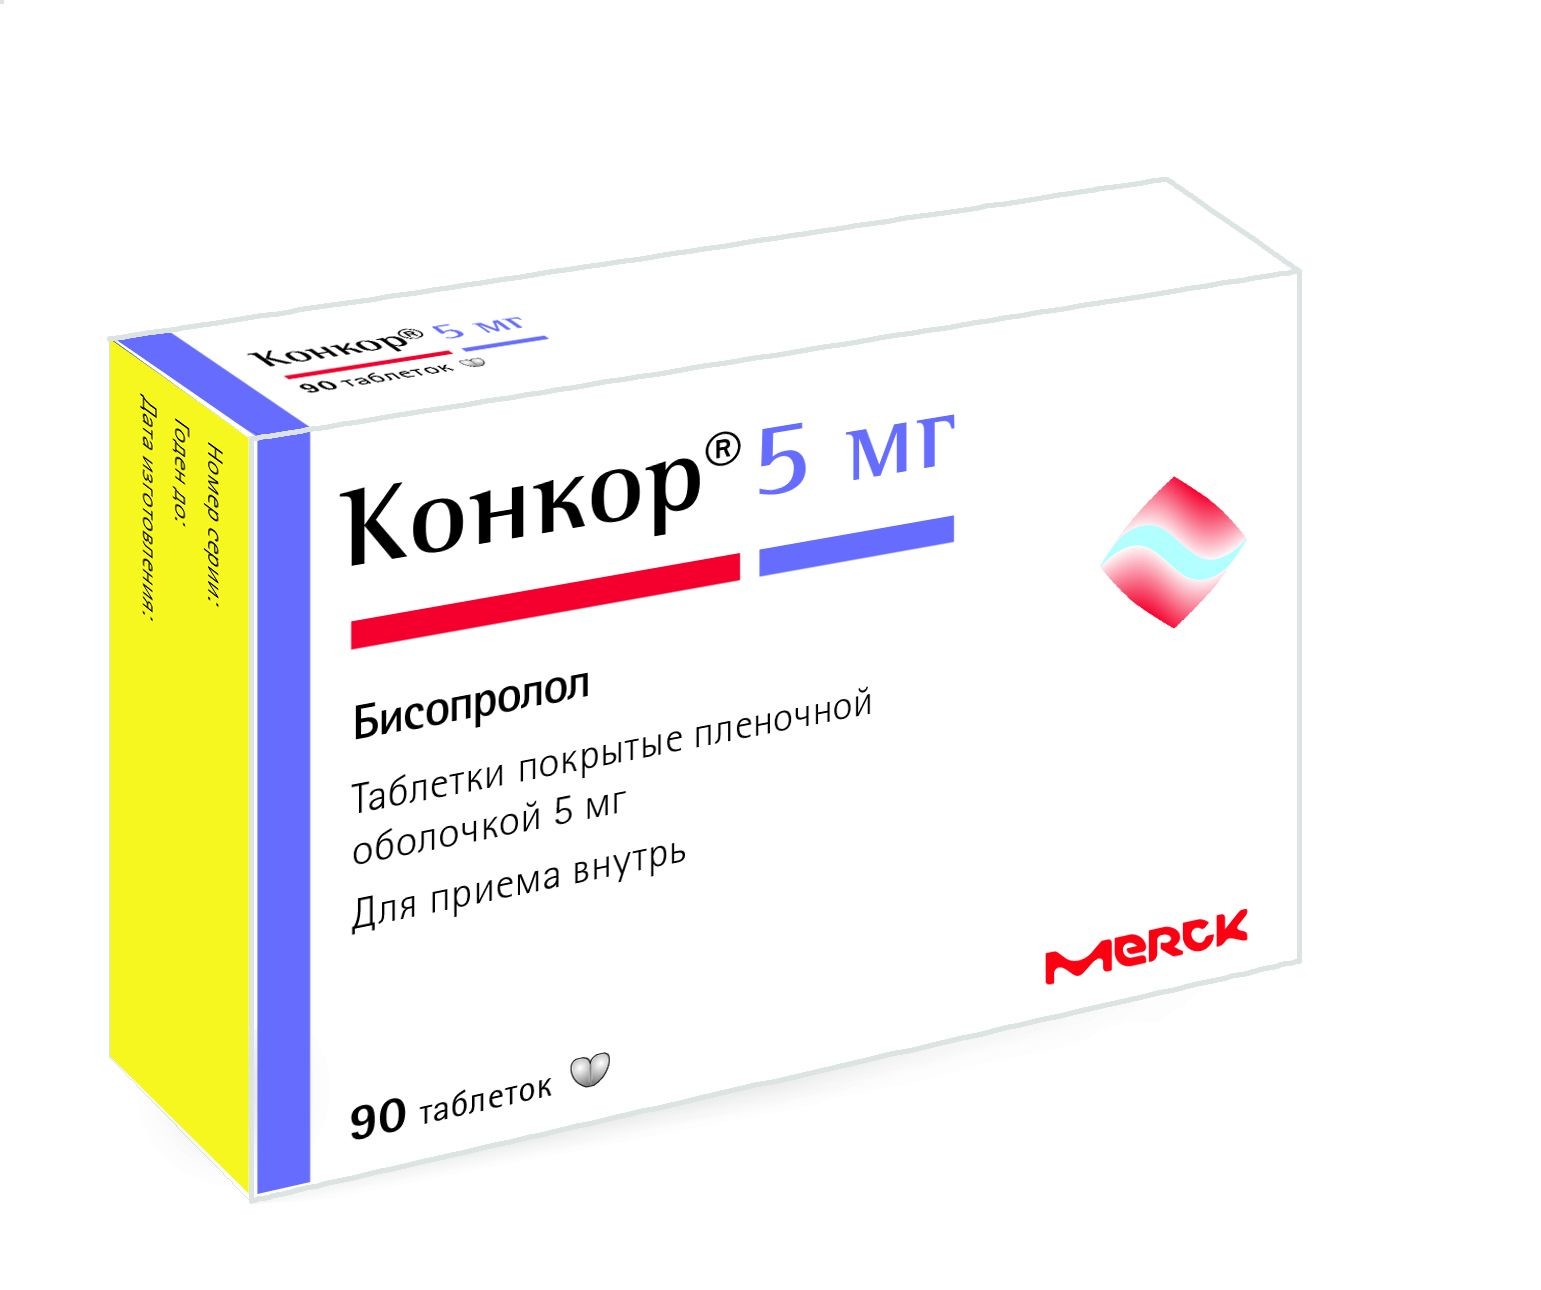 Конкор® 5 мг
90 таблеток
Номер серии:
Годен до:
Дата изготовления:
Конкор® 5 мг
Бисопролол
Таблетки покрытые пленочной
оболочкой 5 мг
Для приема внутрь
MERCK
90 таблеток